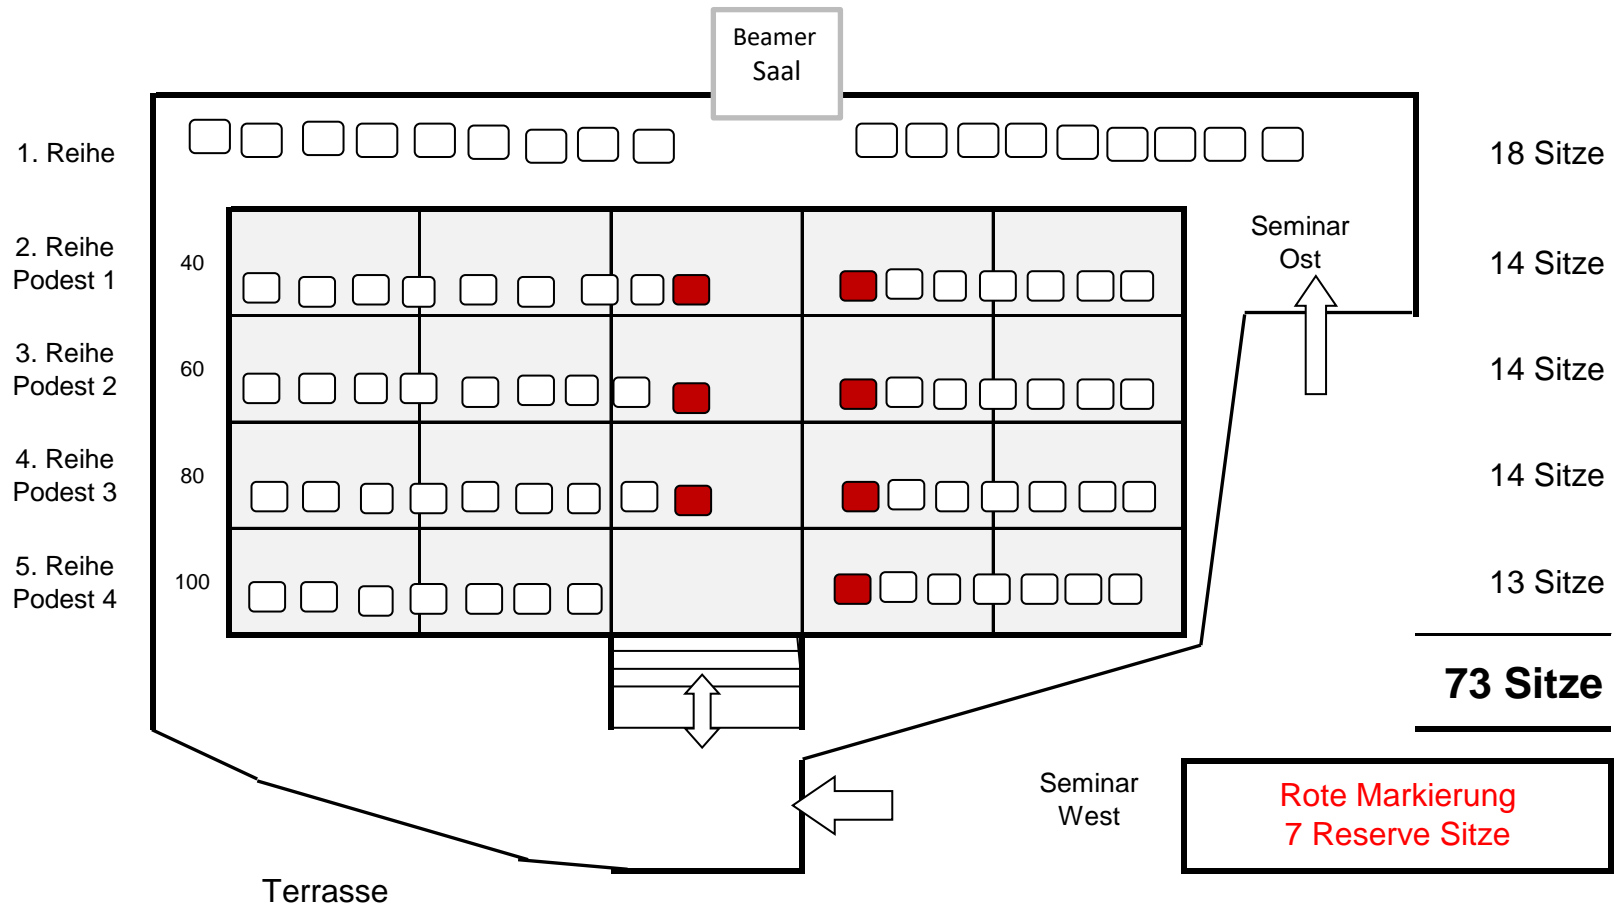 Beamer
Saal
1. Reihe
18 Sitze
2. Reihe
Podest 1
40
Seminar
Ost
14 Sitze
3. Reihe
Podest 2
60
14 Sitze
4. Reihe
Podest 3
80
14 Sitze
5. Reihe
Podest 4
100
13 Sitze
73 Sitze
Seminar
West
Rote Markierung
7 Reserve Sitze
Terrasse